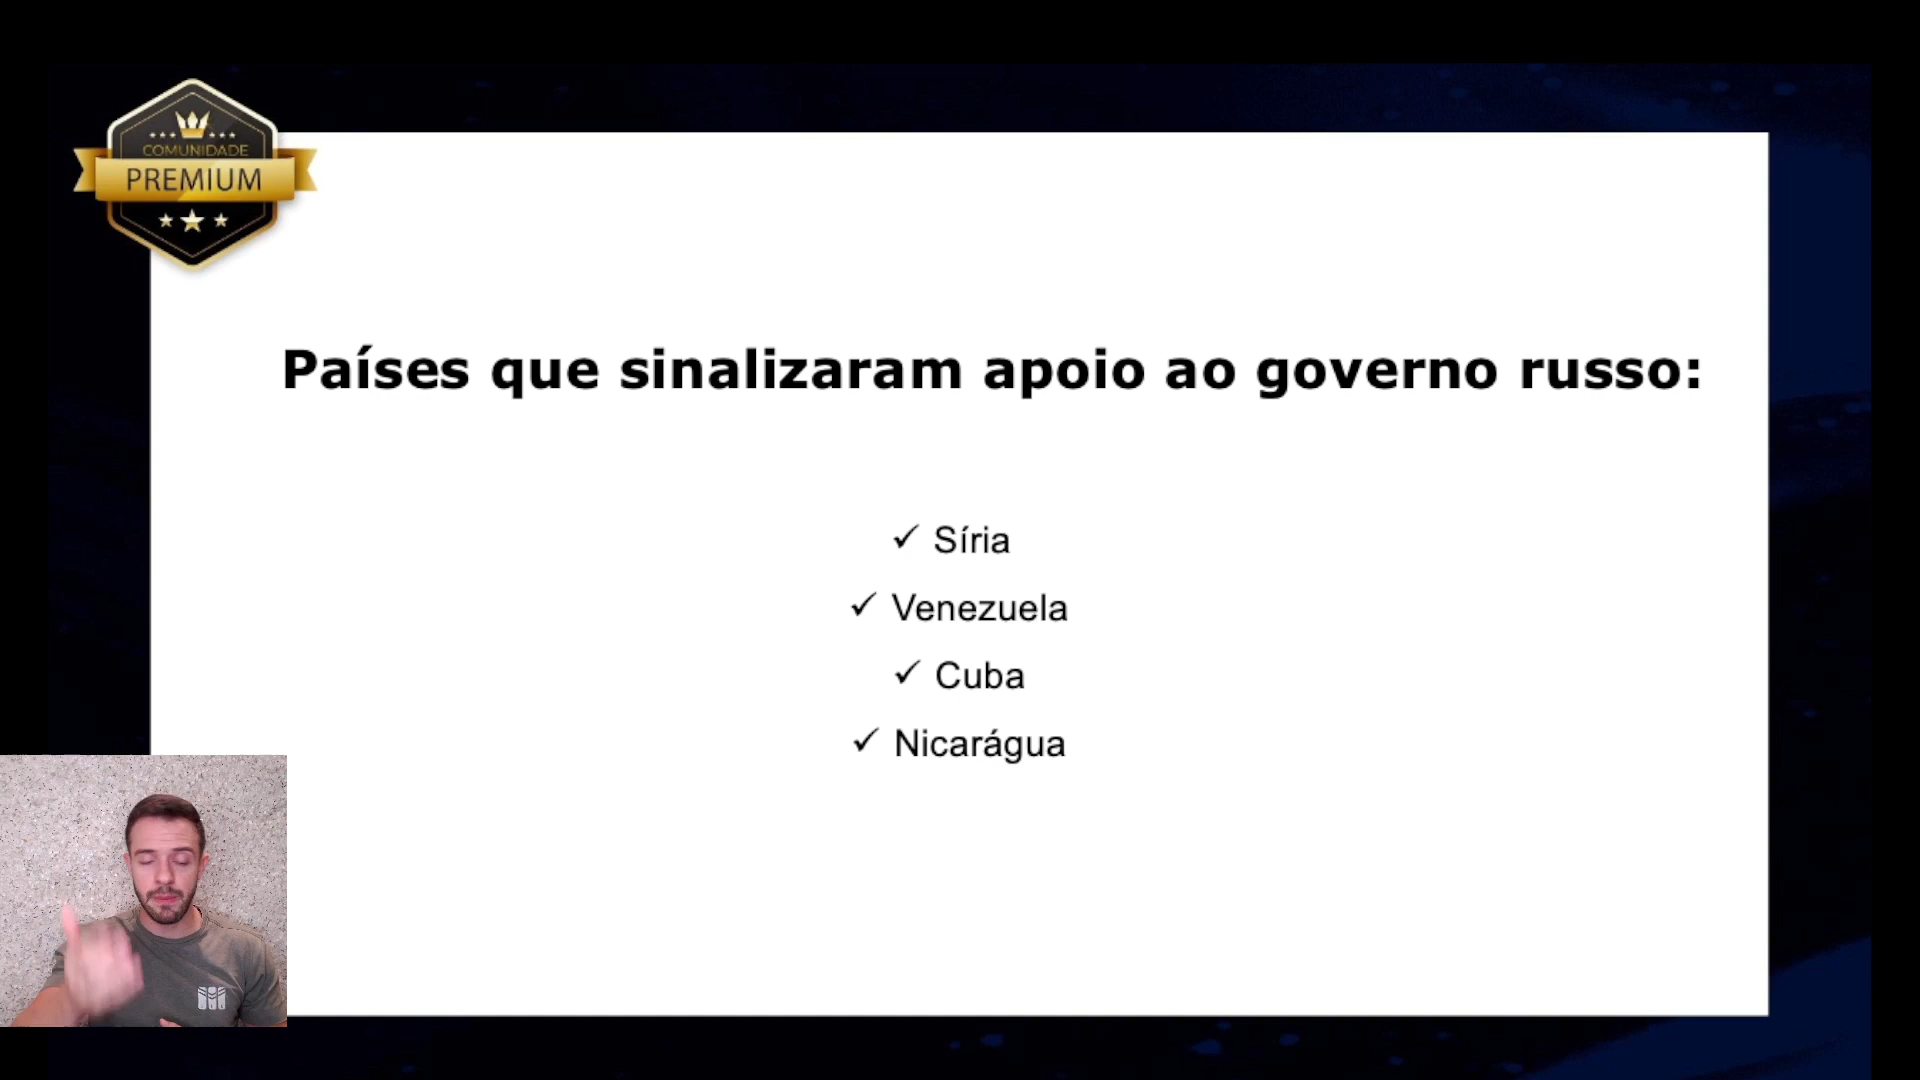 COMUNIDADE
PREMIUM
Países que sinalizaram apoio ao governo russo:
✓ Síria
✓ Venezuela
✓ Cuba
✓ Nicarágua